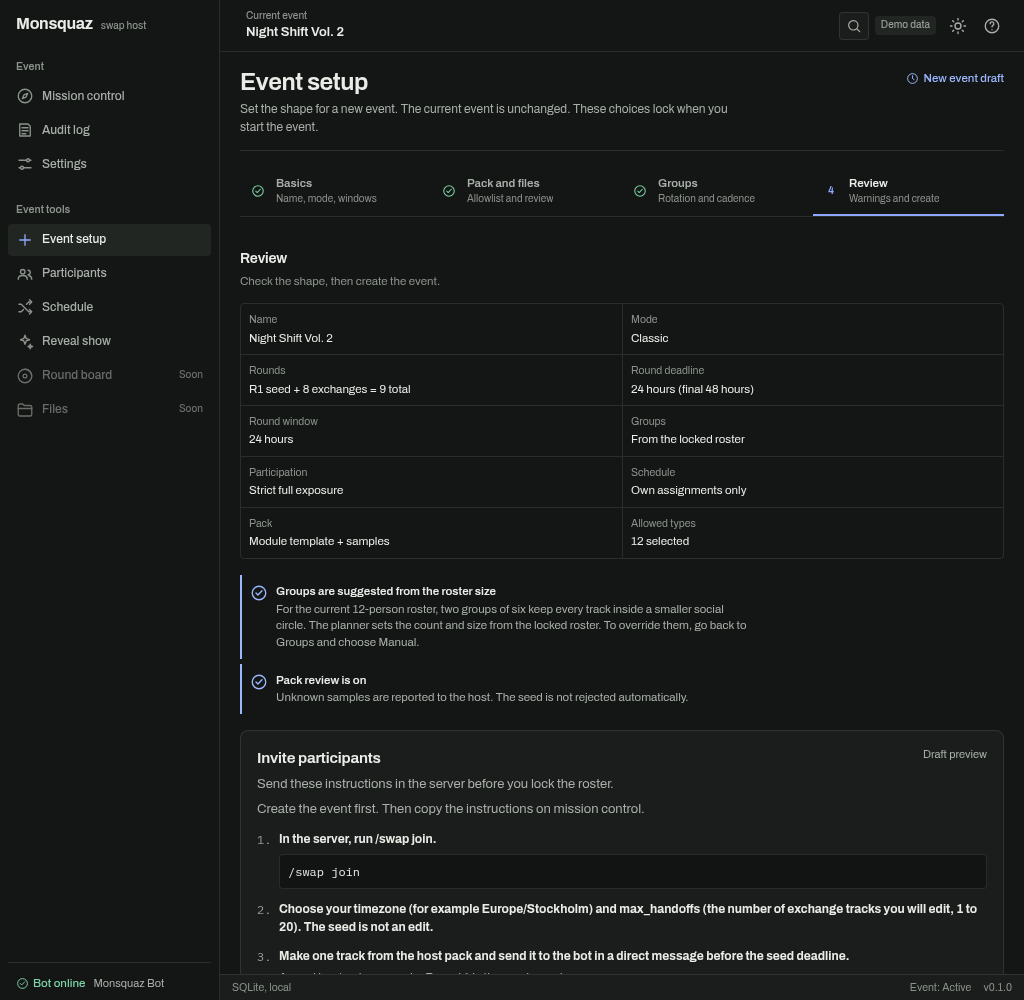 Monsquaz swap host
Event
Mission control
Audit log
Settings
Event tools
Event setup
Participants
Schedule
Reveal show
Round board Soon
Files Soon
Bot online Monsquaz Bot
Current event
Night Shift Vol. 2
Demo data
Event setup
New event draft
Set the shape for a new event. The current event is unchanged. These choices lock when you
start the event.
Basics
Name, mode, windows
Pack and files
Allowlist and review
Groups
Rotation and cadence
4 Review
Warnings and create
Review
Check the shape, then create the event.
Name
Night Shift Vol. 2
Mode
Classic
Rounds
R1 seed + 8 exchanges = 9 total
Round deadline
24 hours (final 48 hours)
Round window
24 hours
Groups
From the locked roster
Participation
Strict full exposure
Schedule
Own assignments only
Pack
Module template + samples
Allowed types
12 selected
Groups are suggested from the roster size
For the current 12-person roster, two groups of six keep every track inside a smaller social
circle. The planner sets the count and size from the locked roster. To override them, go back to
Groups and choose Manual.
Pack review is on
Unknown samples are reported to the host. The seed is not rejected automatically.
Invite participants
Draft preview
Send these instructions in the server before you lock the roster.
Create the event first. Then copy the instructions on mission control.
1. In the server, run /swap join.
/swap join
2. Choose your timezone (for example Europe/Stockholm) and max_handoffs (the number of exchange tracks you will edit, 1 to
20). The seed is not an edit.
3. Make one track from the host pack and send it to the bot in a direct message before the seed deadline.
SQLite, local
Event: Active v0.1.0